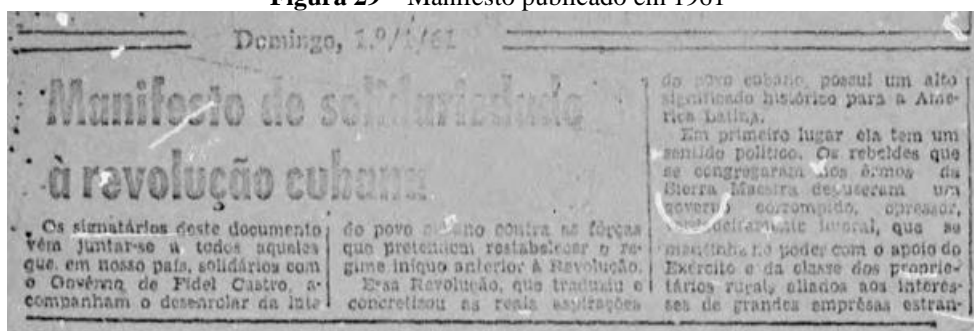 Figura 29 – Manifesto publicado em 1961
Domingo, 1.º/1/61
Manifesto de solidariedade
à revolução cubana
Os signatários deste documento
vêm juntar-se a todos aqueles
que, em nosso país, solidários com
o Govêrno de Fidel Castro, a-
companham o desenrolar da luta
do povo cubano contra as fôrças
que pretendem restabelecer o re-
gime iníquo anterior à Revolução.
Essa Revolução, que traduziu e
concretizou as reais aspirações
do povo cubano, possui um alto
significado histórico para a Amé-
rica Latina.
Em primeiro lugar ela tem um
sentido político. Os rebeldes que
se congregaram nos êrmos da
Sierra Maestra depuseram um
govêrno corrompido, opressor,
imoral, que se
mantinha no poder com o apoio do
Exército e da classe dos proprie-
tários rurais, aliados aos interês-
ses de grandes emprêsas estran-